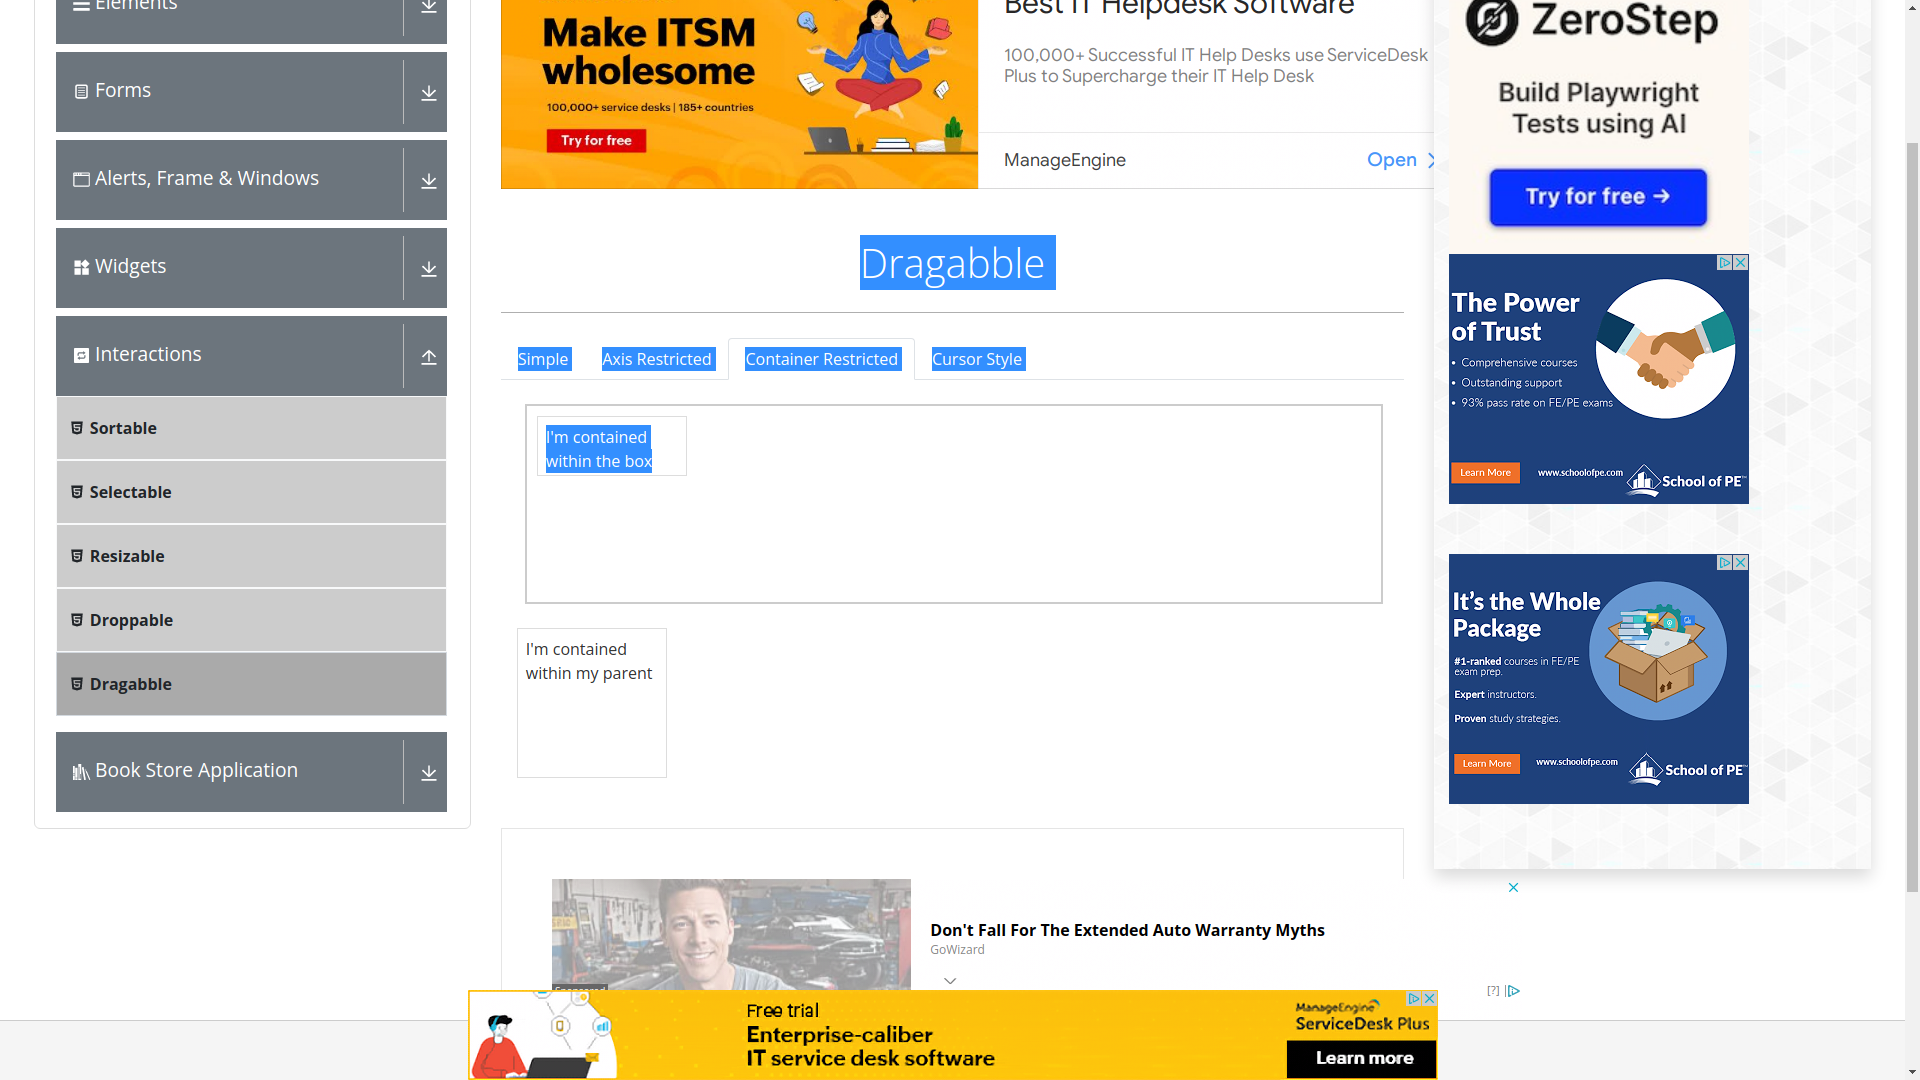 Elements
Forms
Alerts, Frame & Windows
Widgets
Interactions
Sortable
Selectable
Resizable
Droppable
Dragabble
Book Store Application
Make ITSM
wholesome
100,000+ service desks | 185+ countries
Try for free
Best IT Helpdesk Software
100,000+ Successful IT Help Desks use ServiceDesk
Plus to Supercharge their IT Help Desk
ManageEngine
Open
Dragabble
Simple
Axis Restricted
Container Restricted
Cursor Style
I'm contained
within the box
I'm contained
within my parent
Don't Fall For The Extended Auto Warranty Myths
GoWizard
[?]
Free trial
Enterprise-caliber
IT service desk software
ManageEngine
ServiceDesk Plus
Learn more
ZeroStep
Build Playwright
Tests using AI
Try for free →
The Power
of Trust
• Comprehensive courses
• Outstanding support
• 93% pass rate on FE/PE exams
Learn More
www.schoolofpe.com
School of PE
It's the Whole
Package
#1-ranked courses in FE/PE
exam prep.
Expert instructors.
Proven study strategies.
Learn More
www.schoolofpe.com
School of PE